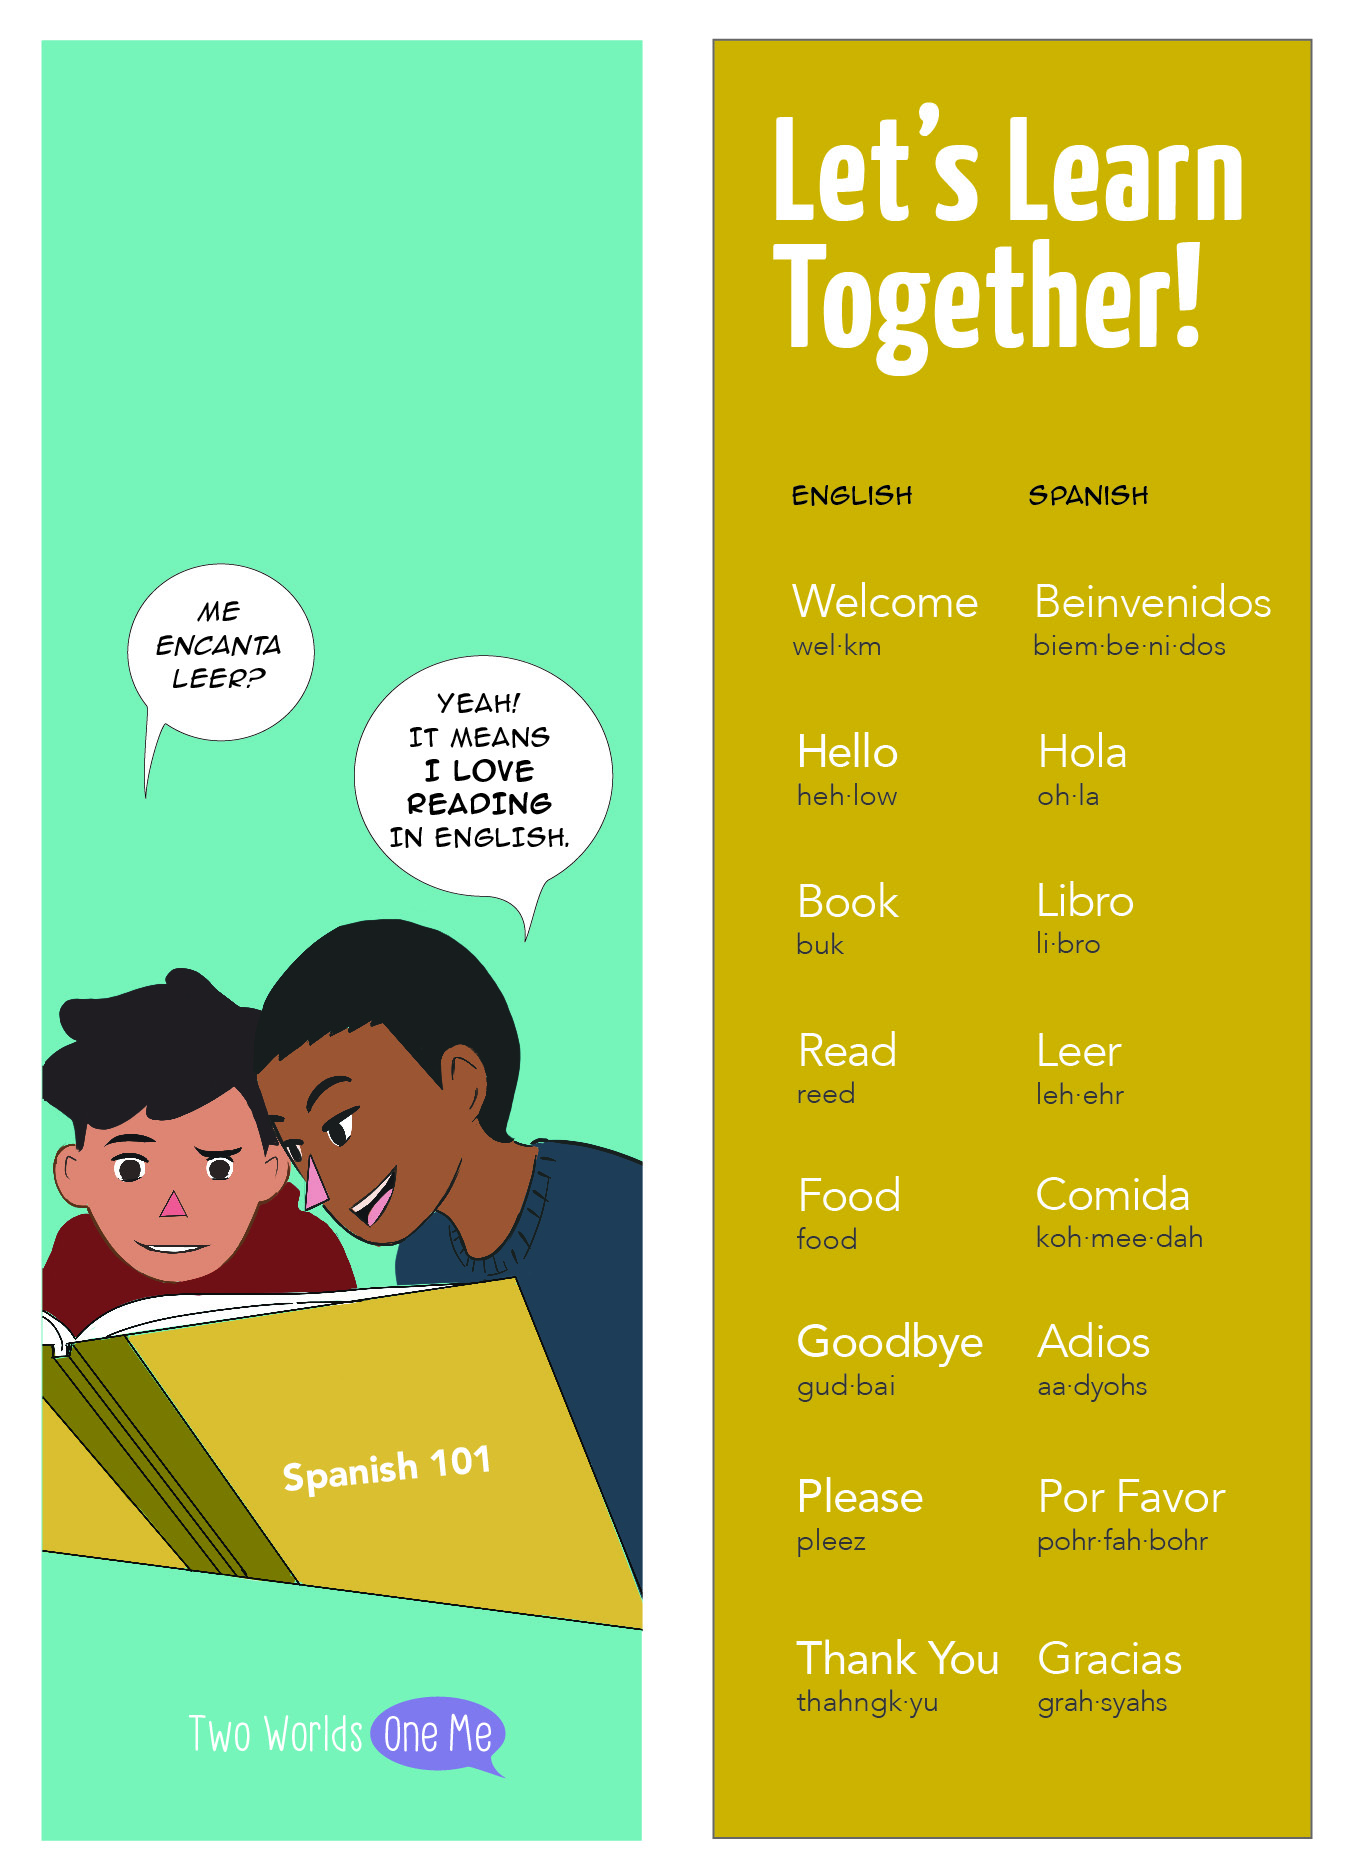 ME
ENCANTA
LEER?
YEAH!
IT MEANS
I LOVE
READING
IN ENGLISH.
Spanish 101
Two Worlds One Me
Let's Learn
Together!
ENGLISH SPANISH
Welcome Beinvenidos
wel·km biem·be·ni·dos
Hello Hola
heh·low oh·la
Book Libro
buk li·bro
Read Leer
reed leh·ehr
Food Comida
food koh·mee·dah
Goodbye Adios
gud·bai aa·dyohs
Please Por Favor
pleez pohr·fah·bohr
Thank You Gracias
thahngk·yu grah·syahs